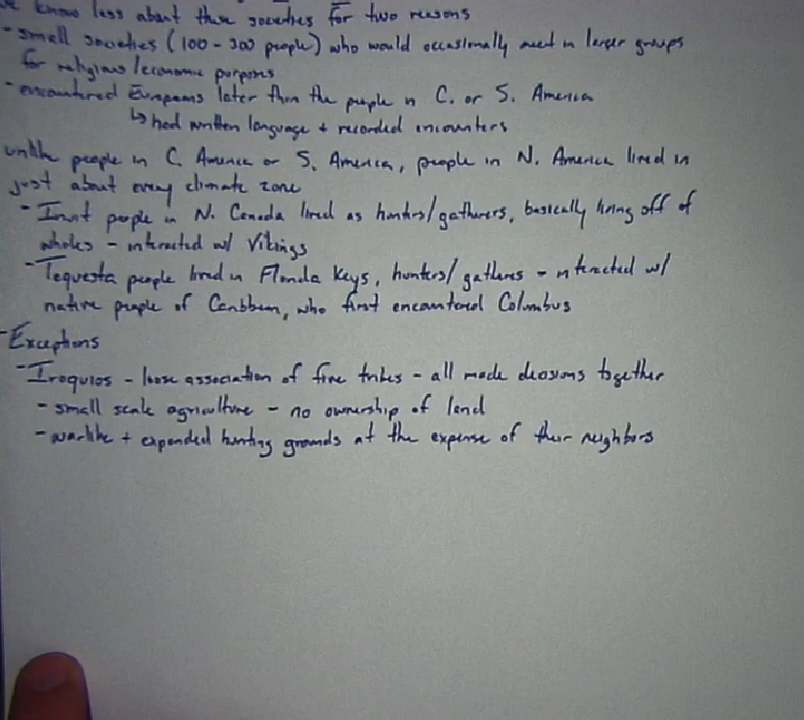 we know less about these societies for two reasons
- small societies (100 - 300 people) who would occasionally meet in larger groups
for religious/economic purposes
- encountered Europeans later than the people in C. or S. America
↳ had written language + recorded encounters
unlike people in C. America or S. America, people in N. America lived in
just about every climate zone
- Inuit people in N. Canada lived as hunters/gatherers, basically living off of
whales - interacted w/ Vikings
- Tequesta people lived in Florida Keys, hunters/gatheres - interacted w/
native people of Caribbean, who first encountered Columbus
- Exceptions
- Iroquios - loose association of five tribes - all made decisions together
- small scale agriculture - no ownership of land
- warlike + expanded hunting grounds at the expense of their neighbors